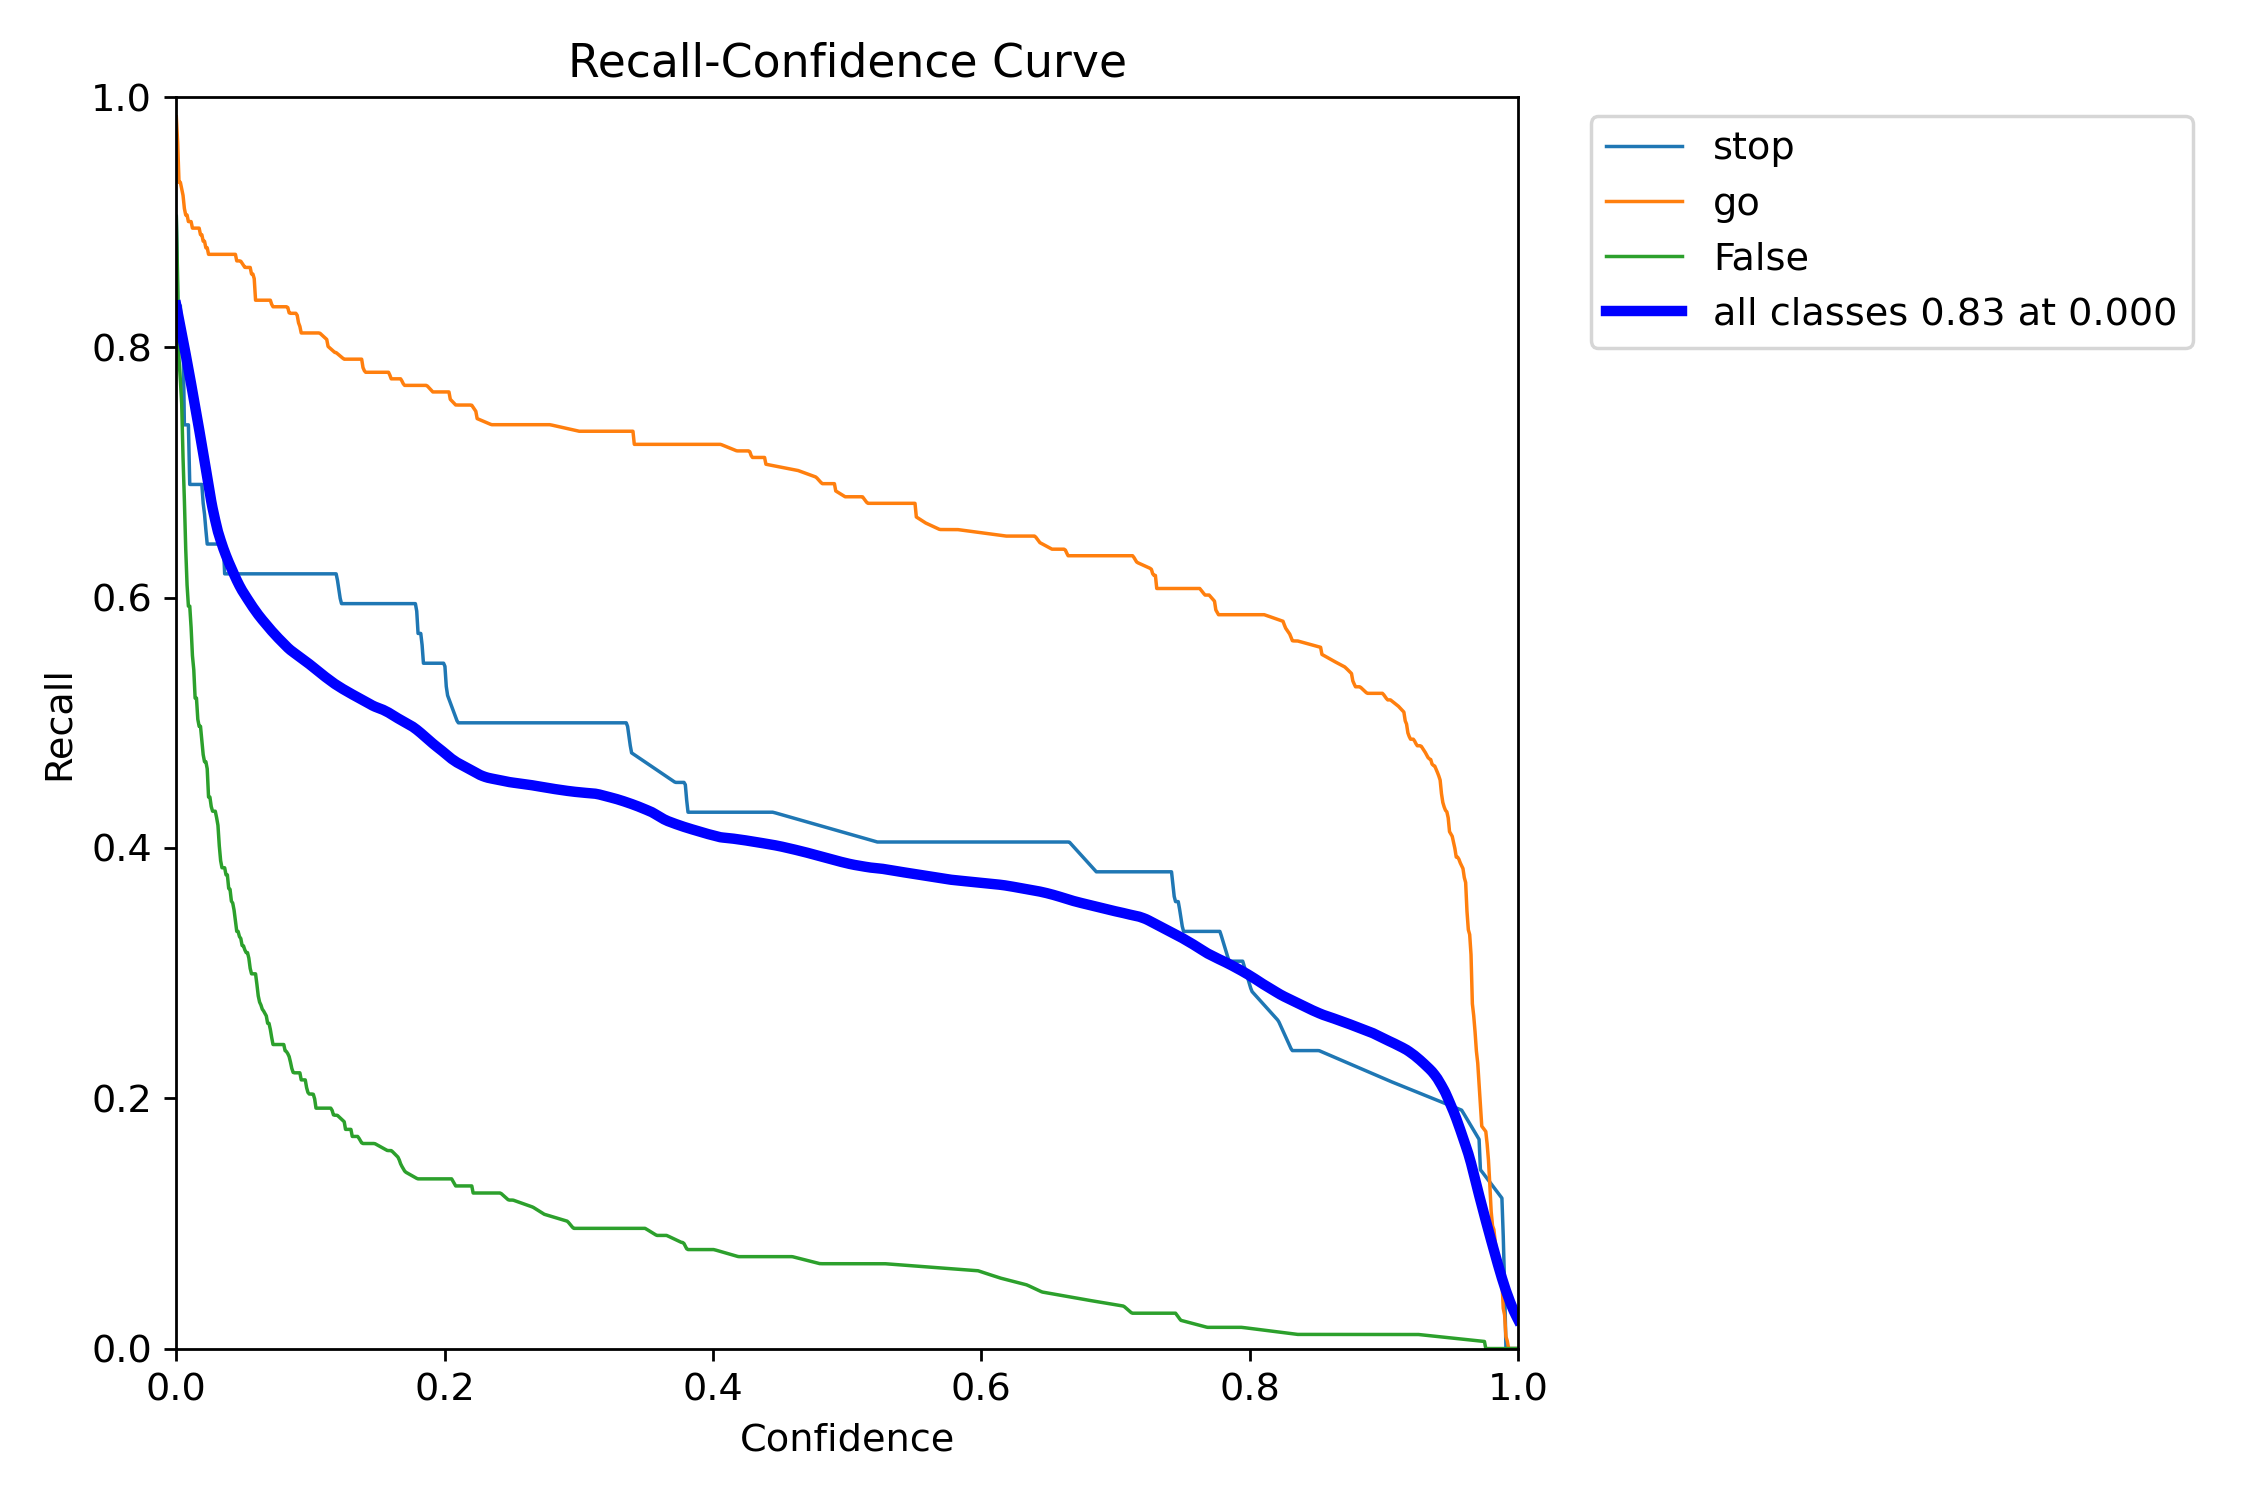 Recall-Confidence Curve
1.0
0.8
0.6
0.4
0.2
0.0
Recall
0.0 0.2 0.4 0.6 0.8 1.0
Confidence
stop
go
False
all classes 0.83 at 0.000